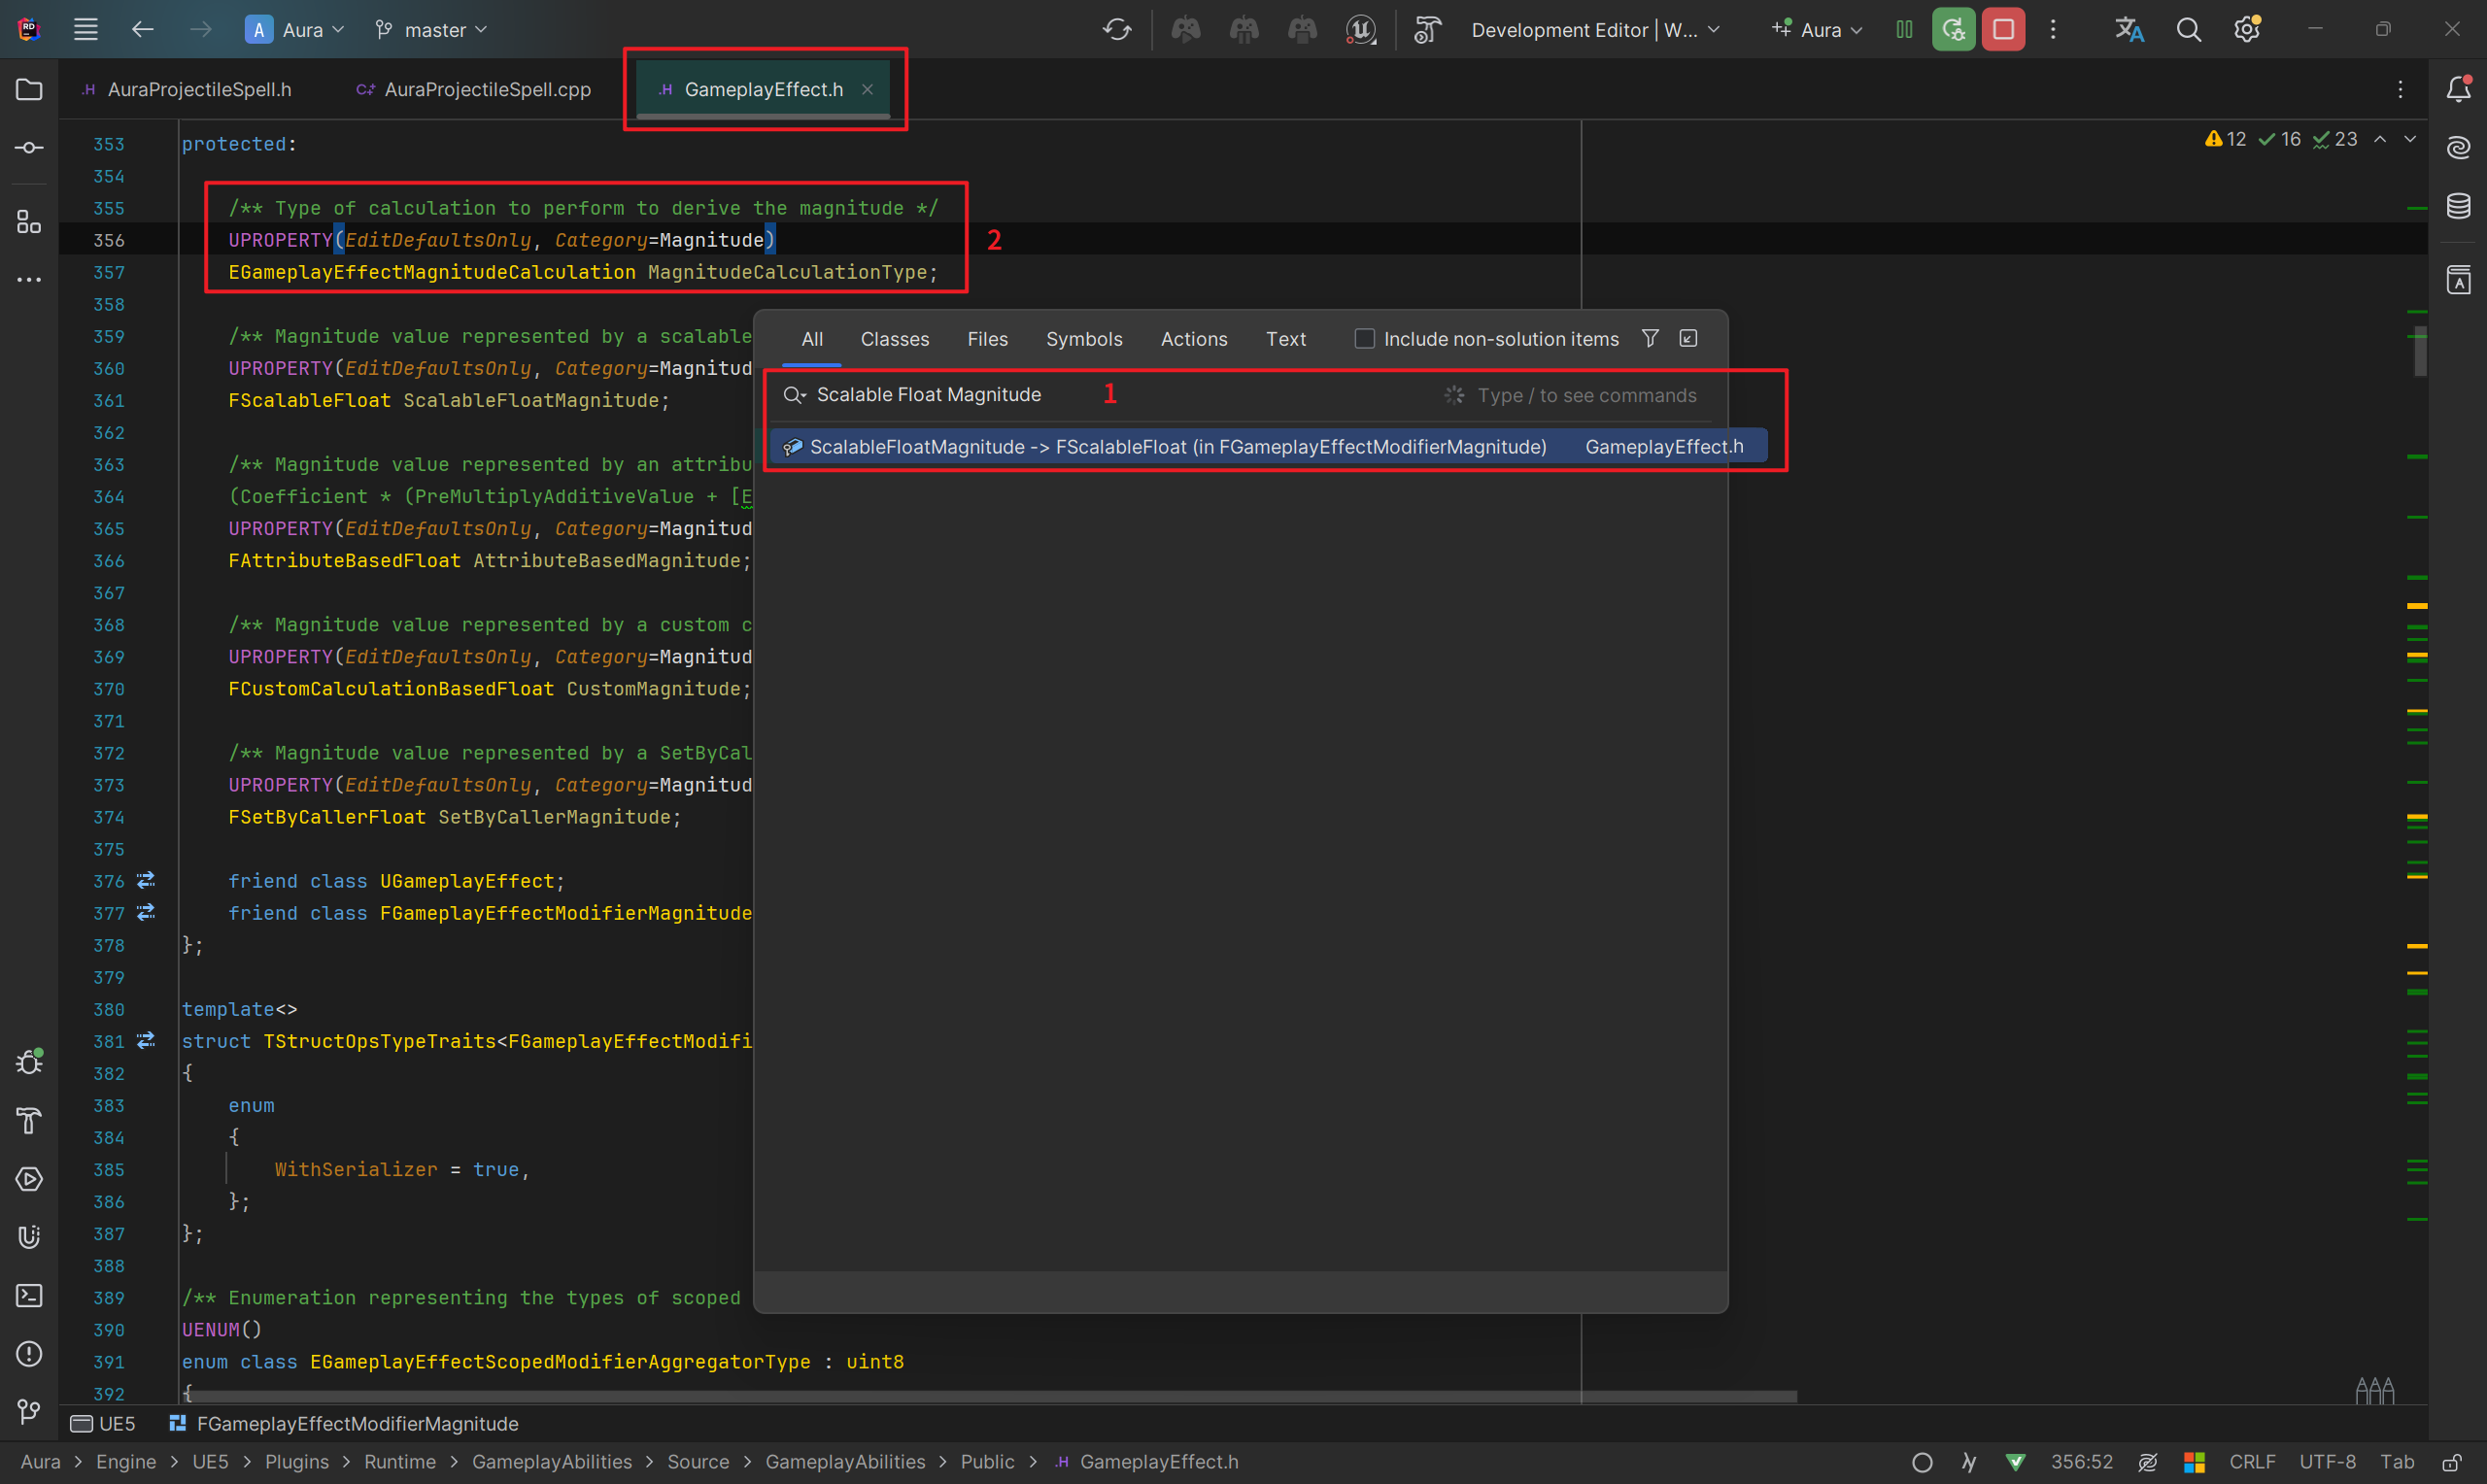 RD
A Aura master
Development Editor | W...
Aura
.H AuraProjectileSpell.h
C++ AuraProjectileSpell.cpp
.H GameplayEffect.h
12 16 23
353 protected:
354
355 /** Type of calculation to perform to derive the magnitude */
356 UPROPERTY(EditDefaultsOnly, Category=Magnitude)
2
357 EGameplayEffectMagnitudeCalculation MagnitudeCalculationType;
358
359 /** Magnitude value represented by a scalable
360 UPROPERTY(EditDefaultsOnly, Category=Magnitud
361 FScalableFloat ScalableFloatMagnitude;
362
363 /** Magnitude value represented by an attribu
364 (Coefficient * (PreMultiplyAdditiveValue + [E
365 UPROPERTY(EditDefaultsOnly, Category=Magnitud
366 FAttributeBasedFloat AttributeBasedMagnitude;
367
368 /** Magnitude value represented by a custom c
369 UPROPERTY(EditDefaultsOnly, Category=Magnitud
370 FCustomCalculationBasedFloat CustomMagnitude;
371
372 /** Magnitude value represented by a SetByCal
373 UPROPERTY(EditDefaultsOnly, Category=Magnitud
374 FSetByCallerFloat SetByCallerMagnitude;
375
376 friend class UGameplayEffect;
377 friend class FGameplayEffectModifierMagnitude
378 };
379
380 template<>
381 struct TStructOpsTypeTraits<FGameplayEffectModifi
382 {
383 enum
384 {
385 WithSerializer = true,
386 };
387 };
388
389 /** Enumeration representing the types of scoped
390 UENUM()
391 enum class EGameplayEffectScopedModifierAggregatorType : uint8
392 {
All Classes Files Symbols Actions Text Include non-solution items
Scalable Float Magnitude 1 Type / to see commands
ScalableFloatMagnitude -> FScalableFloat (in FGameplayEffectModifierMagnitude) GameplayEffect.h
UE5 FGameplayEffectModifierMagnitude
Aura > Engine > UE5 > Plugins > Runtime > GameplayAbilities > Source > GameplayAbilities > Public > .H GameplayEffect.h
356:52 CRLF UTF-8 Tab